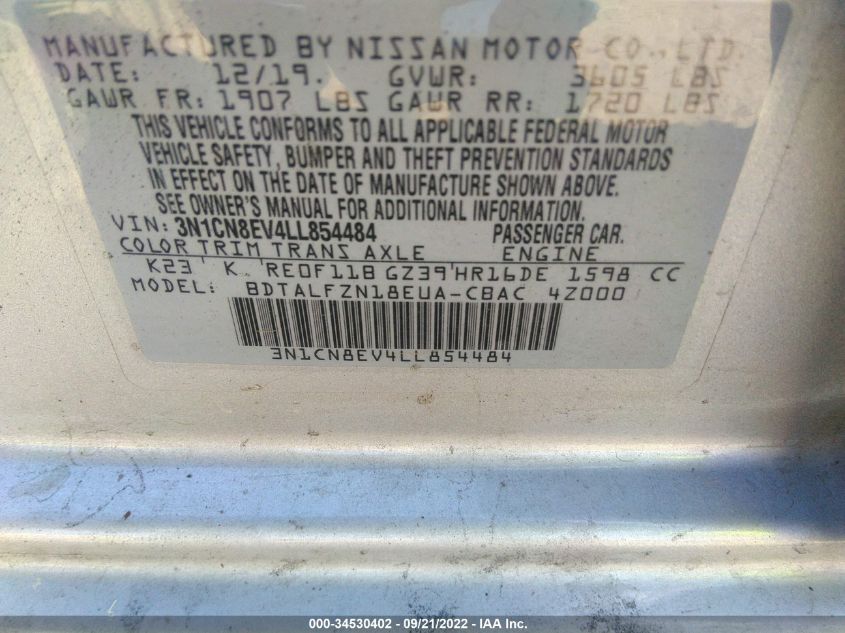 MANUFACTURED BY NISSAN MOTOR CO., LTD.
DATE: 12/19. GVWR: 3605 LBS
GAWR FR: 1907 LBS GAWR RR: 1720 LBS
THIS VEHICLE CONFORMS TO ALL APPLICABLE FEDERAL MOTOR
VEHICLE SAFETY, BUMPER AND THEFT PREVENTION STANDARDS
IN EFFECT ON THE DATE OF MANUFACTURE SHOWN ABOVE.
SEE OWNER'S MANUAL FOR ADDITIONAL INFORMATION.
VIN: 3N1CN8EV4LL854484 PASSENGER CAR.
COLOR TRIM TRANS AXLE ENGINE
K23 K RE0F11B GZ39 HR16DE 1598 CC
MODEL: BDTALFZN18EUA-CBAC 4Z000
3N1CN8EV4LL854484
000-34530402 - 09/21/2022 - IAA Inc.